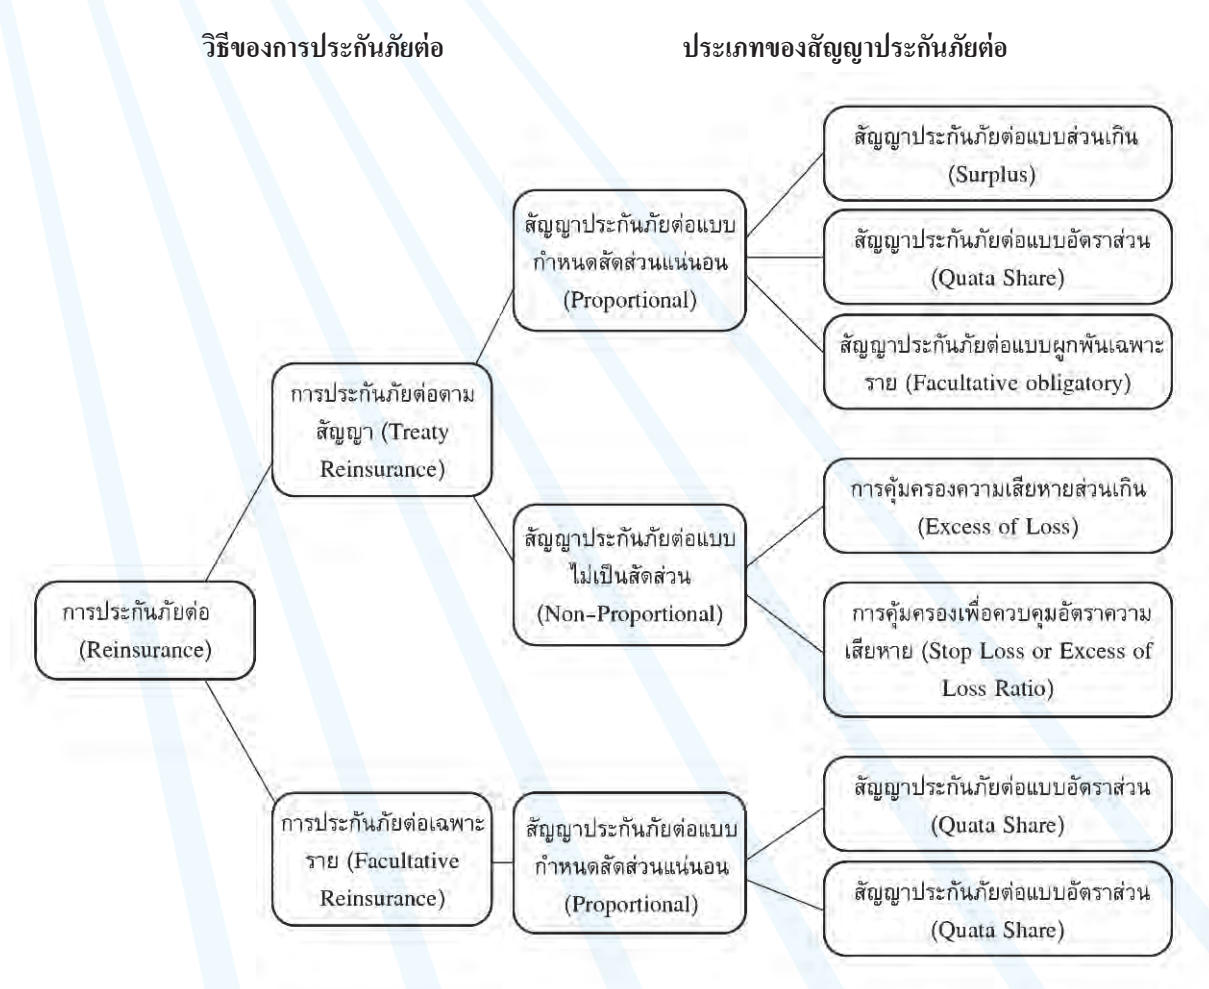 วิธีของการประกันภัยต่อ
ประเภทของสัญญาประกันภัยต่อ
สัญญาประกันภัยต่อแบบส่วนเกิน
(Surplus)
สัญญาประกันภัยต่อแบบ
กำหนดสัดส่วนแน่นอน
(Proportional)
สัญญาประกันภัยต่อแบบอัตราส่วน
(Quata Share)
สัญญาประกันภัยต่อแบบผูกพันเฉพาะ
ราย (Facultative obligatory)
การประกันภัยต่อตาม
สัญญา (Treaty
Reinsurance)
การคุ้มครองความเสียหายส่วนเกิน
(Excess of Loss)
สัญญาประกันภัยต่อแบบ
ไม่เป็นสัดส่วน
(Non-Proportional)
การคุ้มครองเพื่อควบคุมอัตราความ
เสียหาย (Stop Loss or Excess of
Loss Ratio)
การประกันภัยต่อ
(Reinsurance)
การประกันภัยต่อเฉพาะ
ราย (Facultative
Reinsurance)
สัญญาประกันภัยต่อแบบ
กำหนดสัดส่วนแน่นอน
(Proportional)
สัญญาประกันภัยต่อแบบอัตราส่วน
(Quata Share)
สัญญาประกันภัยต่อแบบอัตราส่วน
(Quata Share)